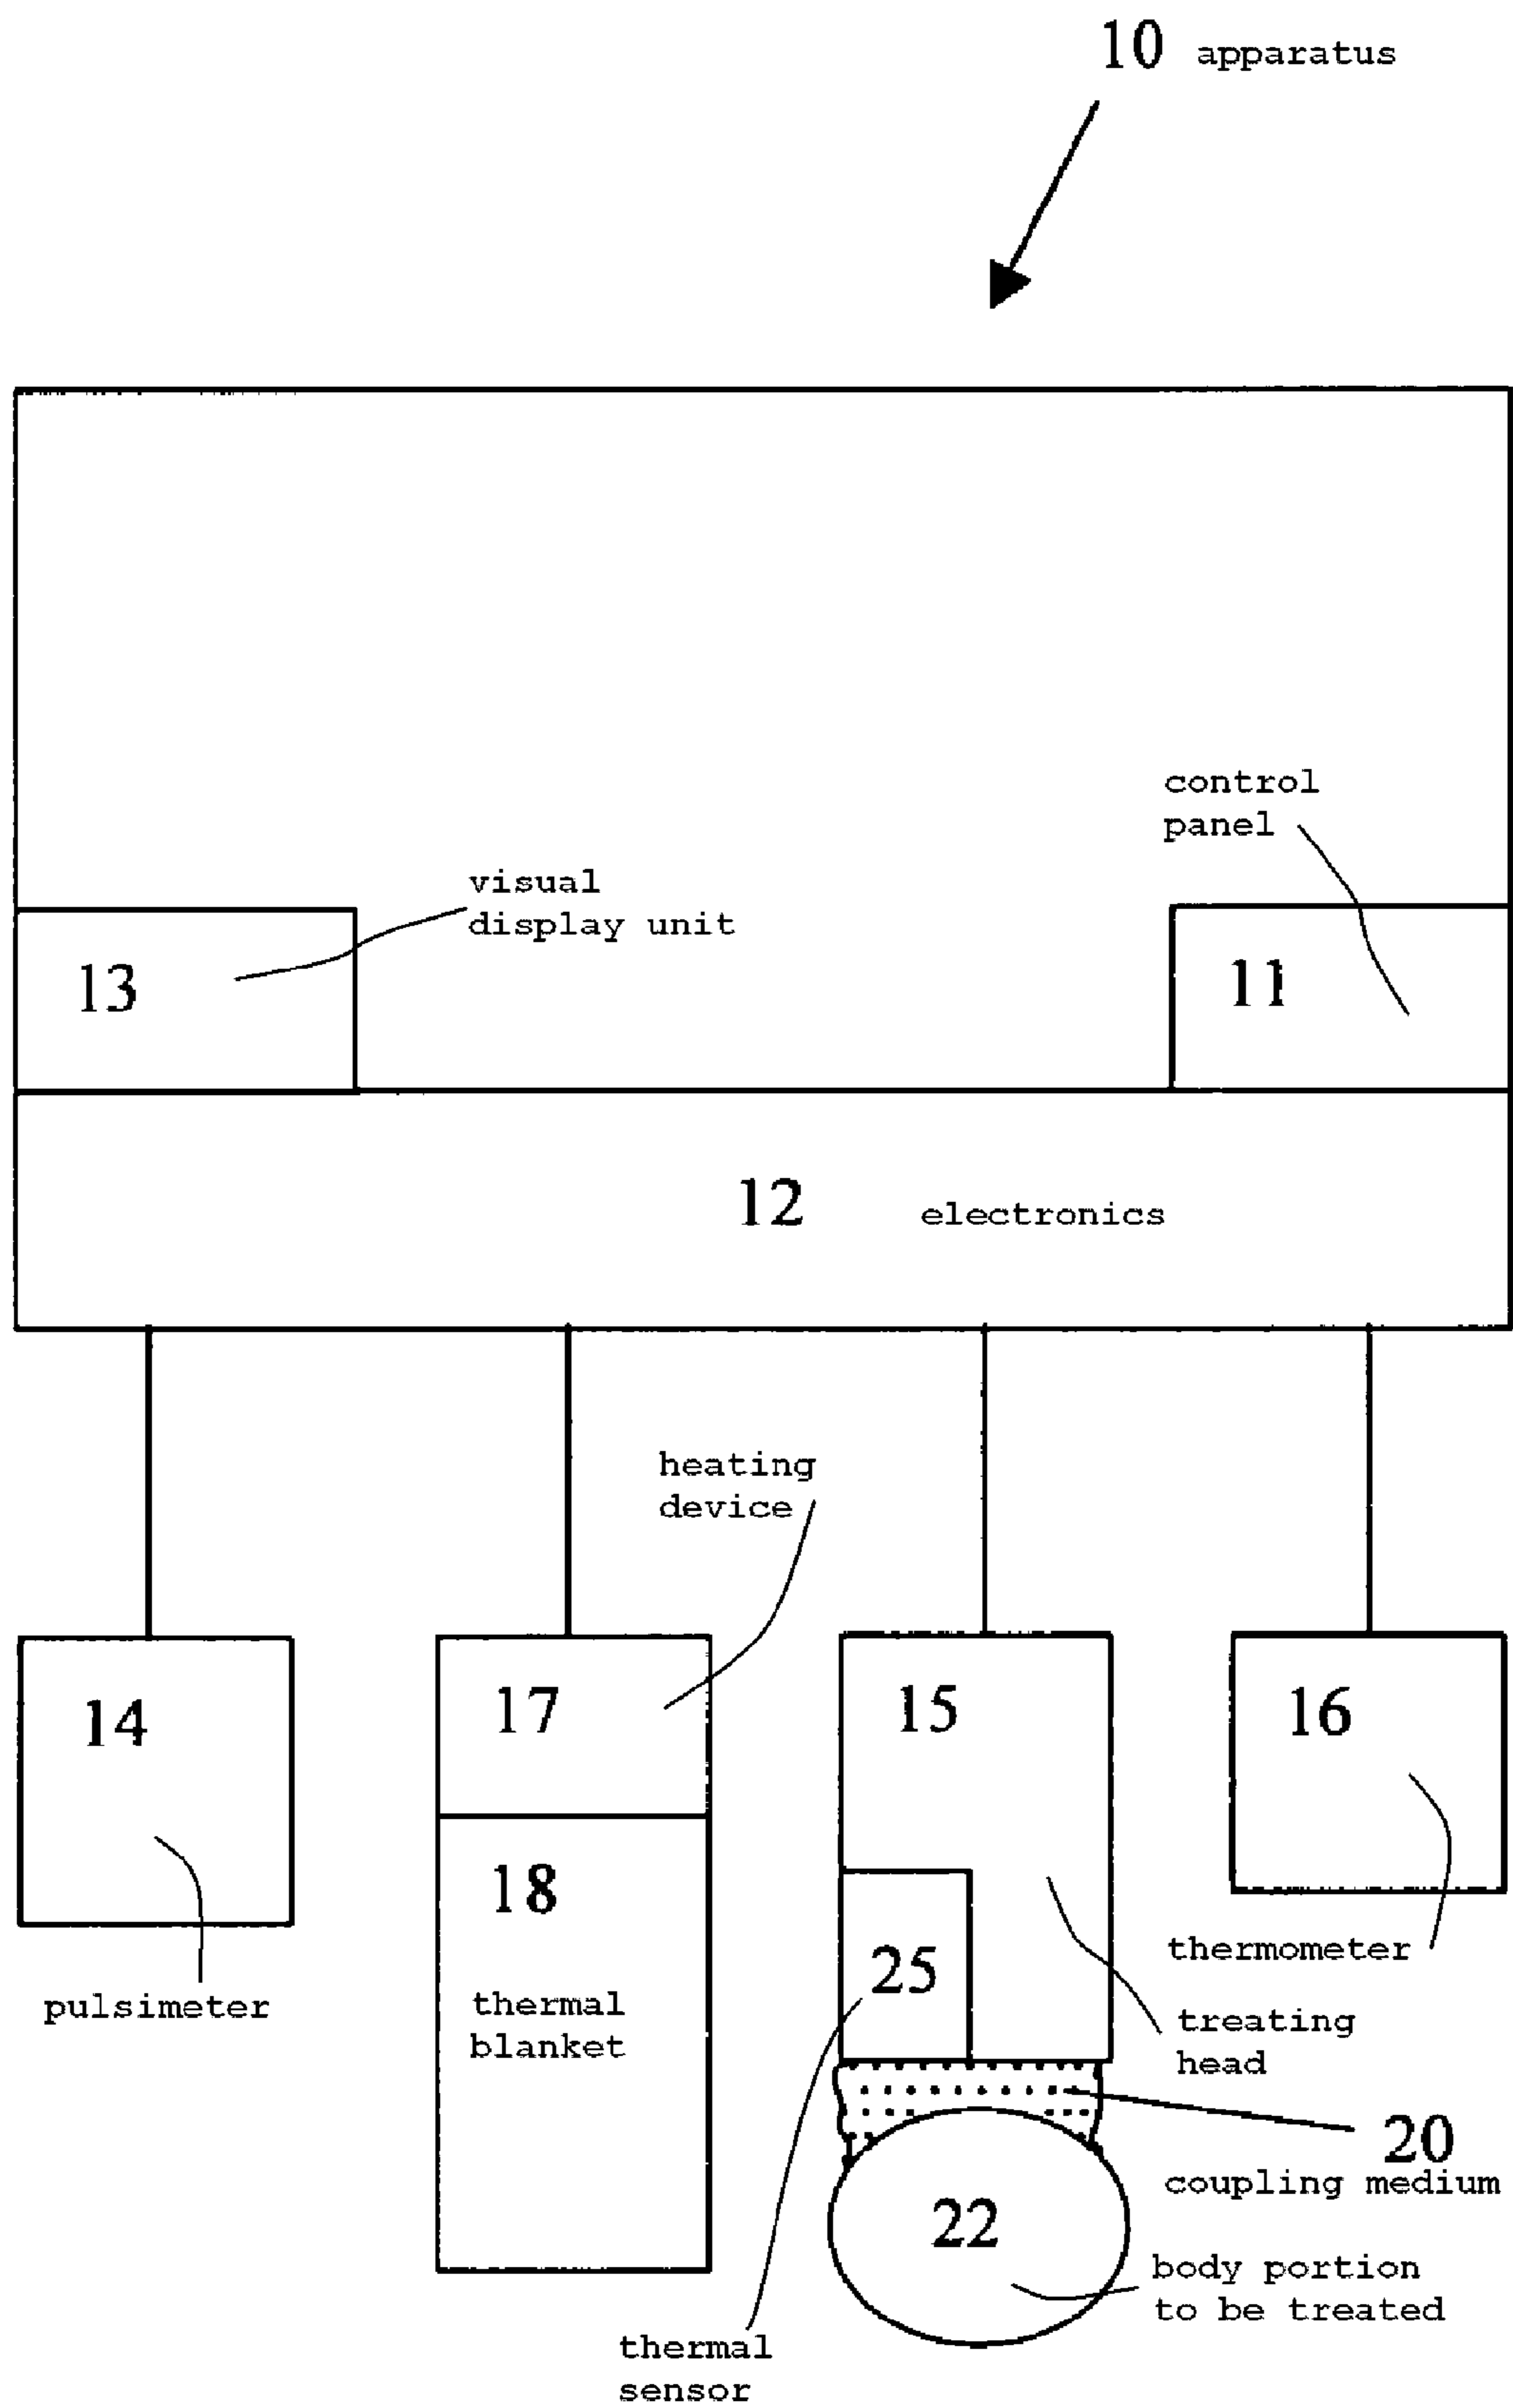 10 apparatus
control
panel
visual
display unit
13
11
12 electronics
heating
device
14
17
15
16
18
25
thermal
blanket
pulsimeter
thermometer
treating
head
20
coupling medium
22
body portion
to be treated
thermal
sensor